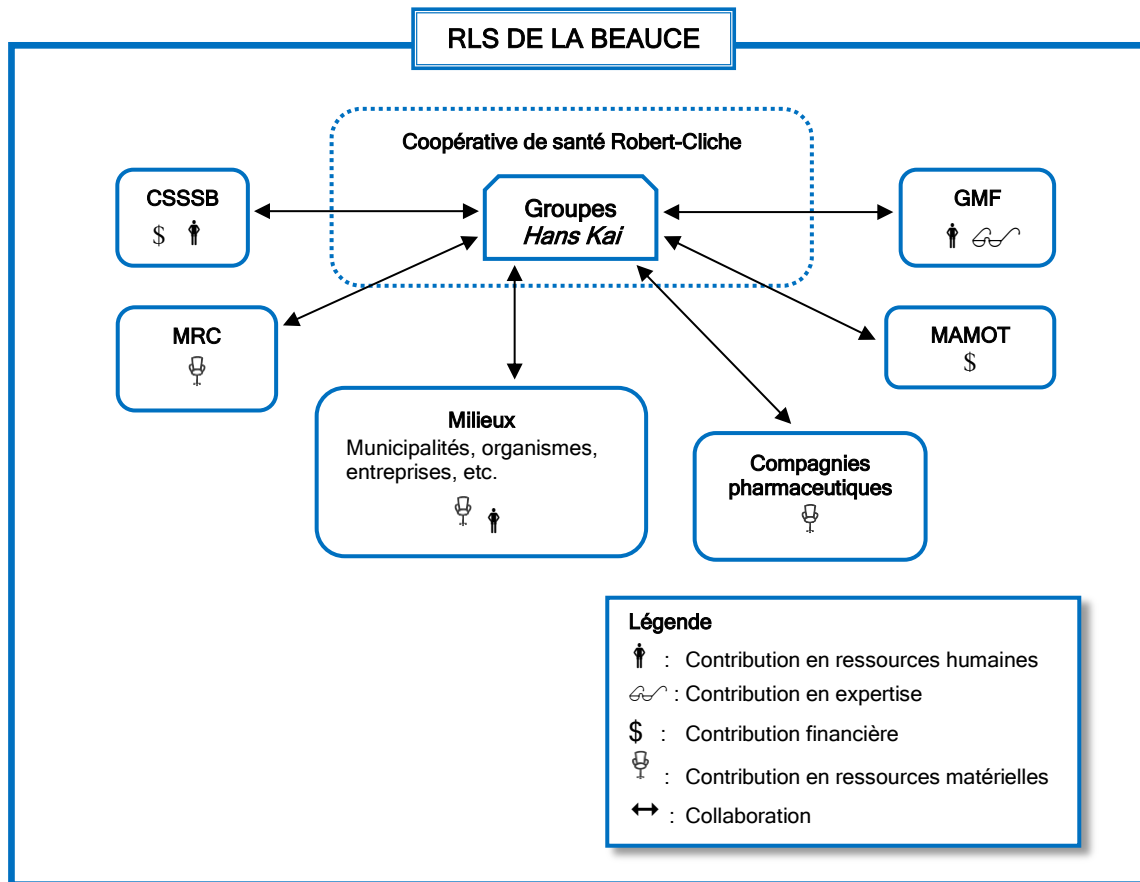 RLS DE LA BEAUCE
Coopérative de santé Robert-Cliche
CSSSB
$
Groupes
Hans Kai
GMF
MRC
MAMOT
$
Milieux
Municipalités, organismes,
entreprises, etc.
Compagnies
pharmaceutiques
Légende
: Contribution en ressources humaines
: Contribution en expertise
$ : Contribution financière
: Contribution en ressources matérielles
↔ : Collaboration